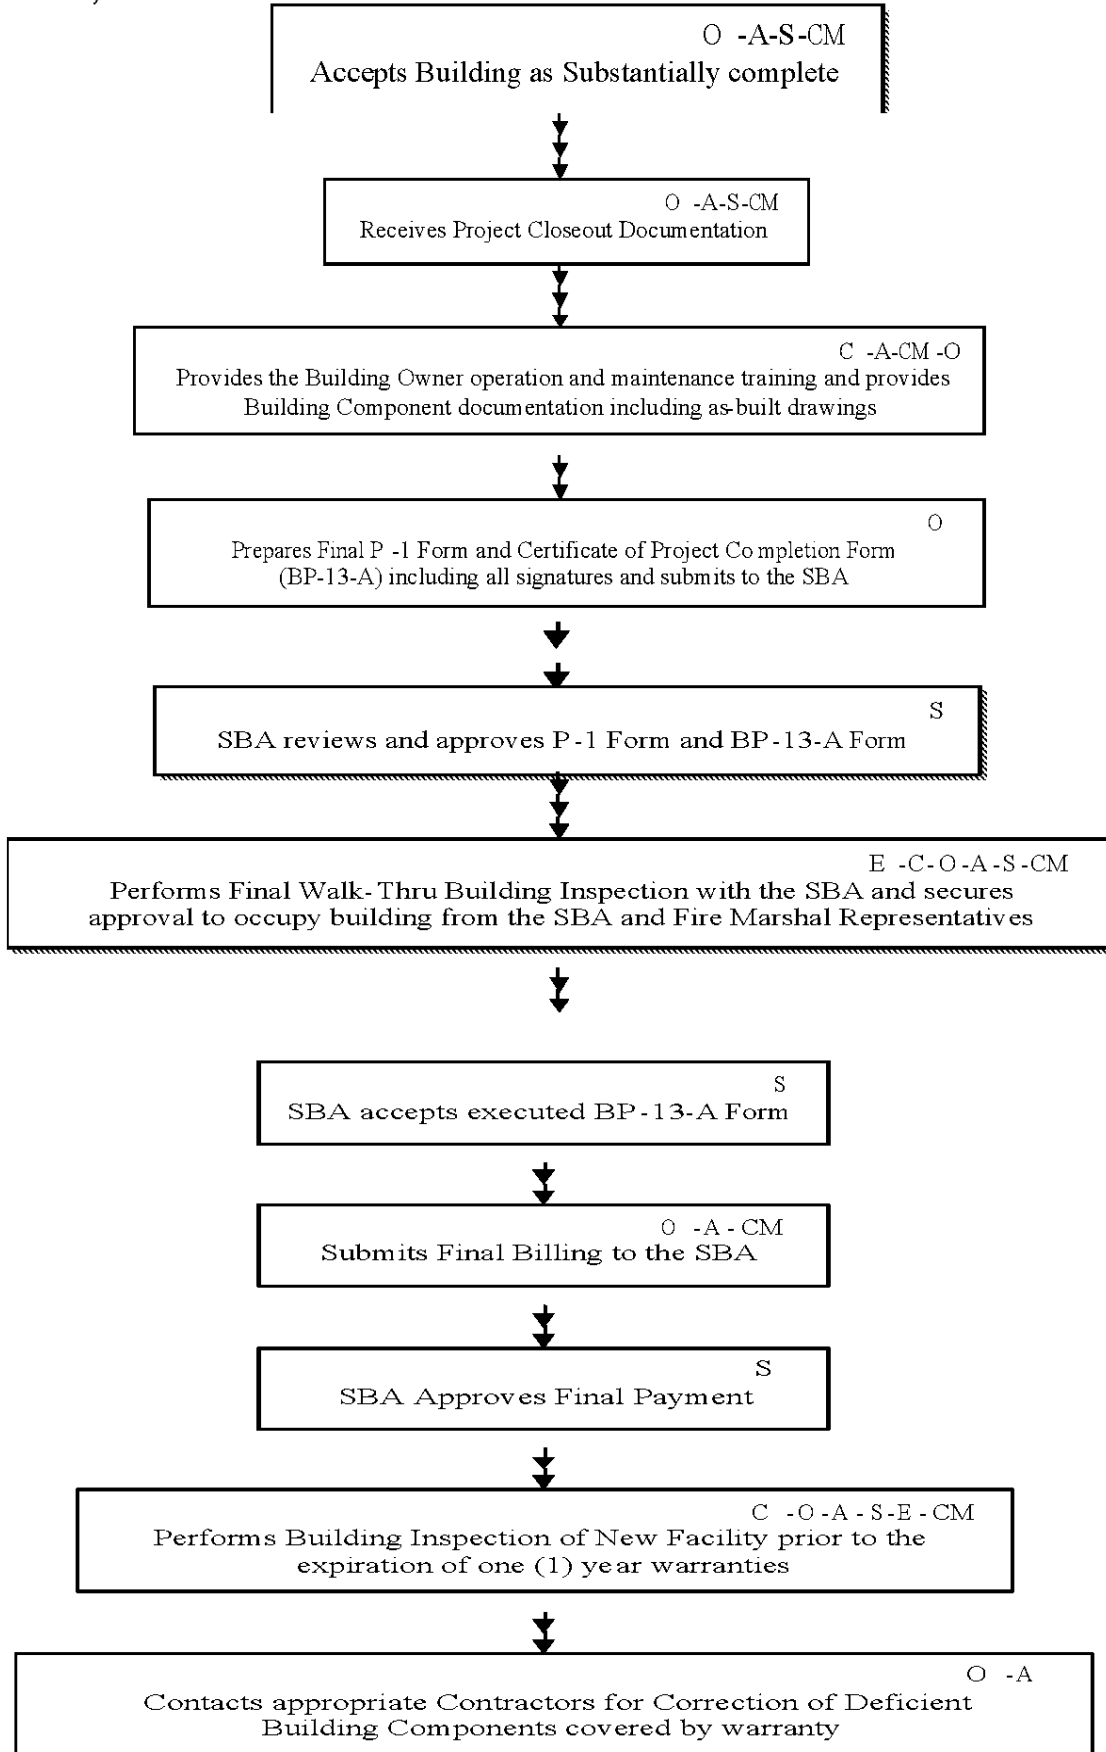 O -A-S-CM
Accepts Building as Substantially complete
O -A-S-CM
Receives Project Closeout Documentation
C -A-CM -O
Provides the Building Owner operation and maintenance training and provides
Building Component documentation including as-built drawings
O
Prepares Final P -1 Form and Certificate of Project Completion Form
(BP-13-A) including all signatures and submits to the SBA
S
SBA reviews and approves P -1 Form and BP-13-A Form
E -C- O -A -S -CM
Performs Final Walk-Thru Building Inspection with the SBA and secures
approval to occupy building from the SBA and Fire Marshal Representatives
S
SBA accepts executed BP -13-A Form
O -A - CM
Submits Final Billing to the SBA
S
SBA Approves Final Payment
C -O -A - S -E - CM
Performs Building Inspection of New Facility prior to the
expiration of one (1) year warranties
O -A
Contacts appropriate Contractors for Correction of Deficient
Building Components covered by warranty